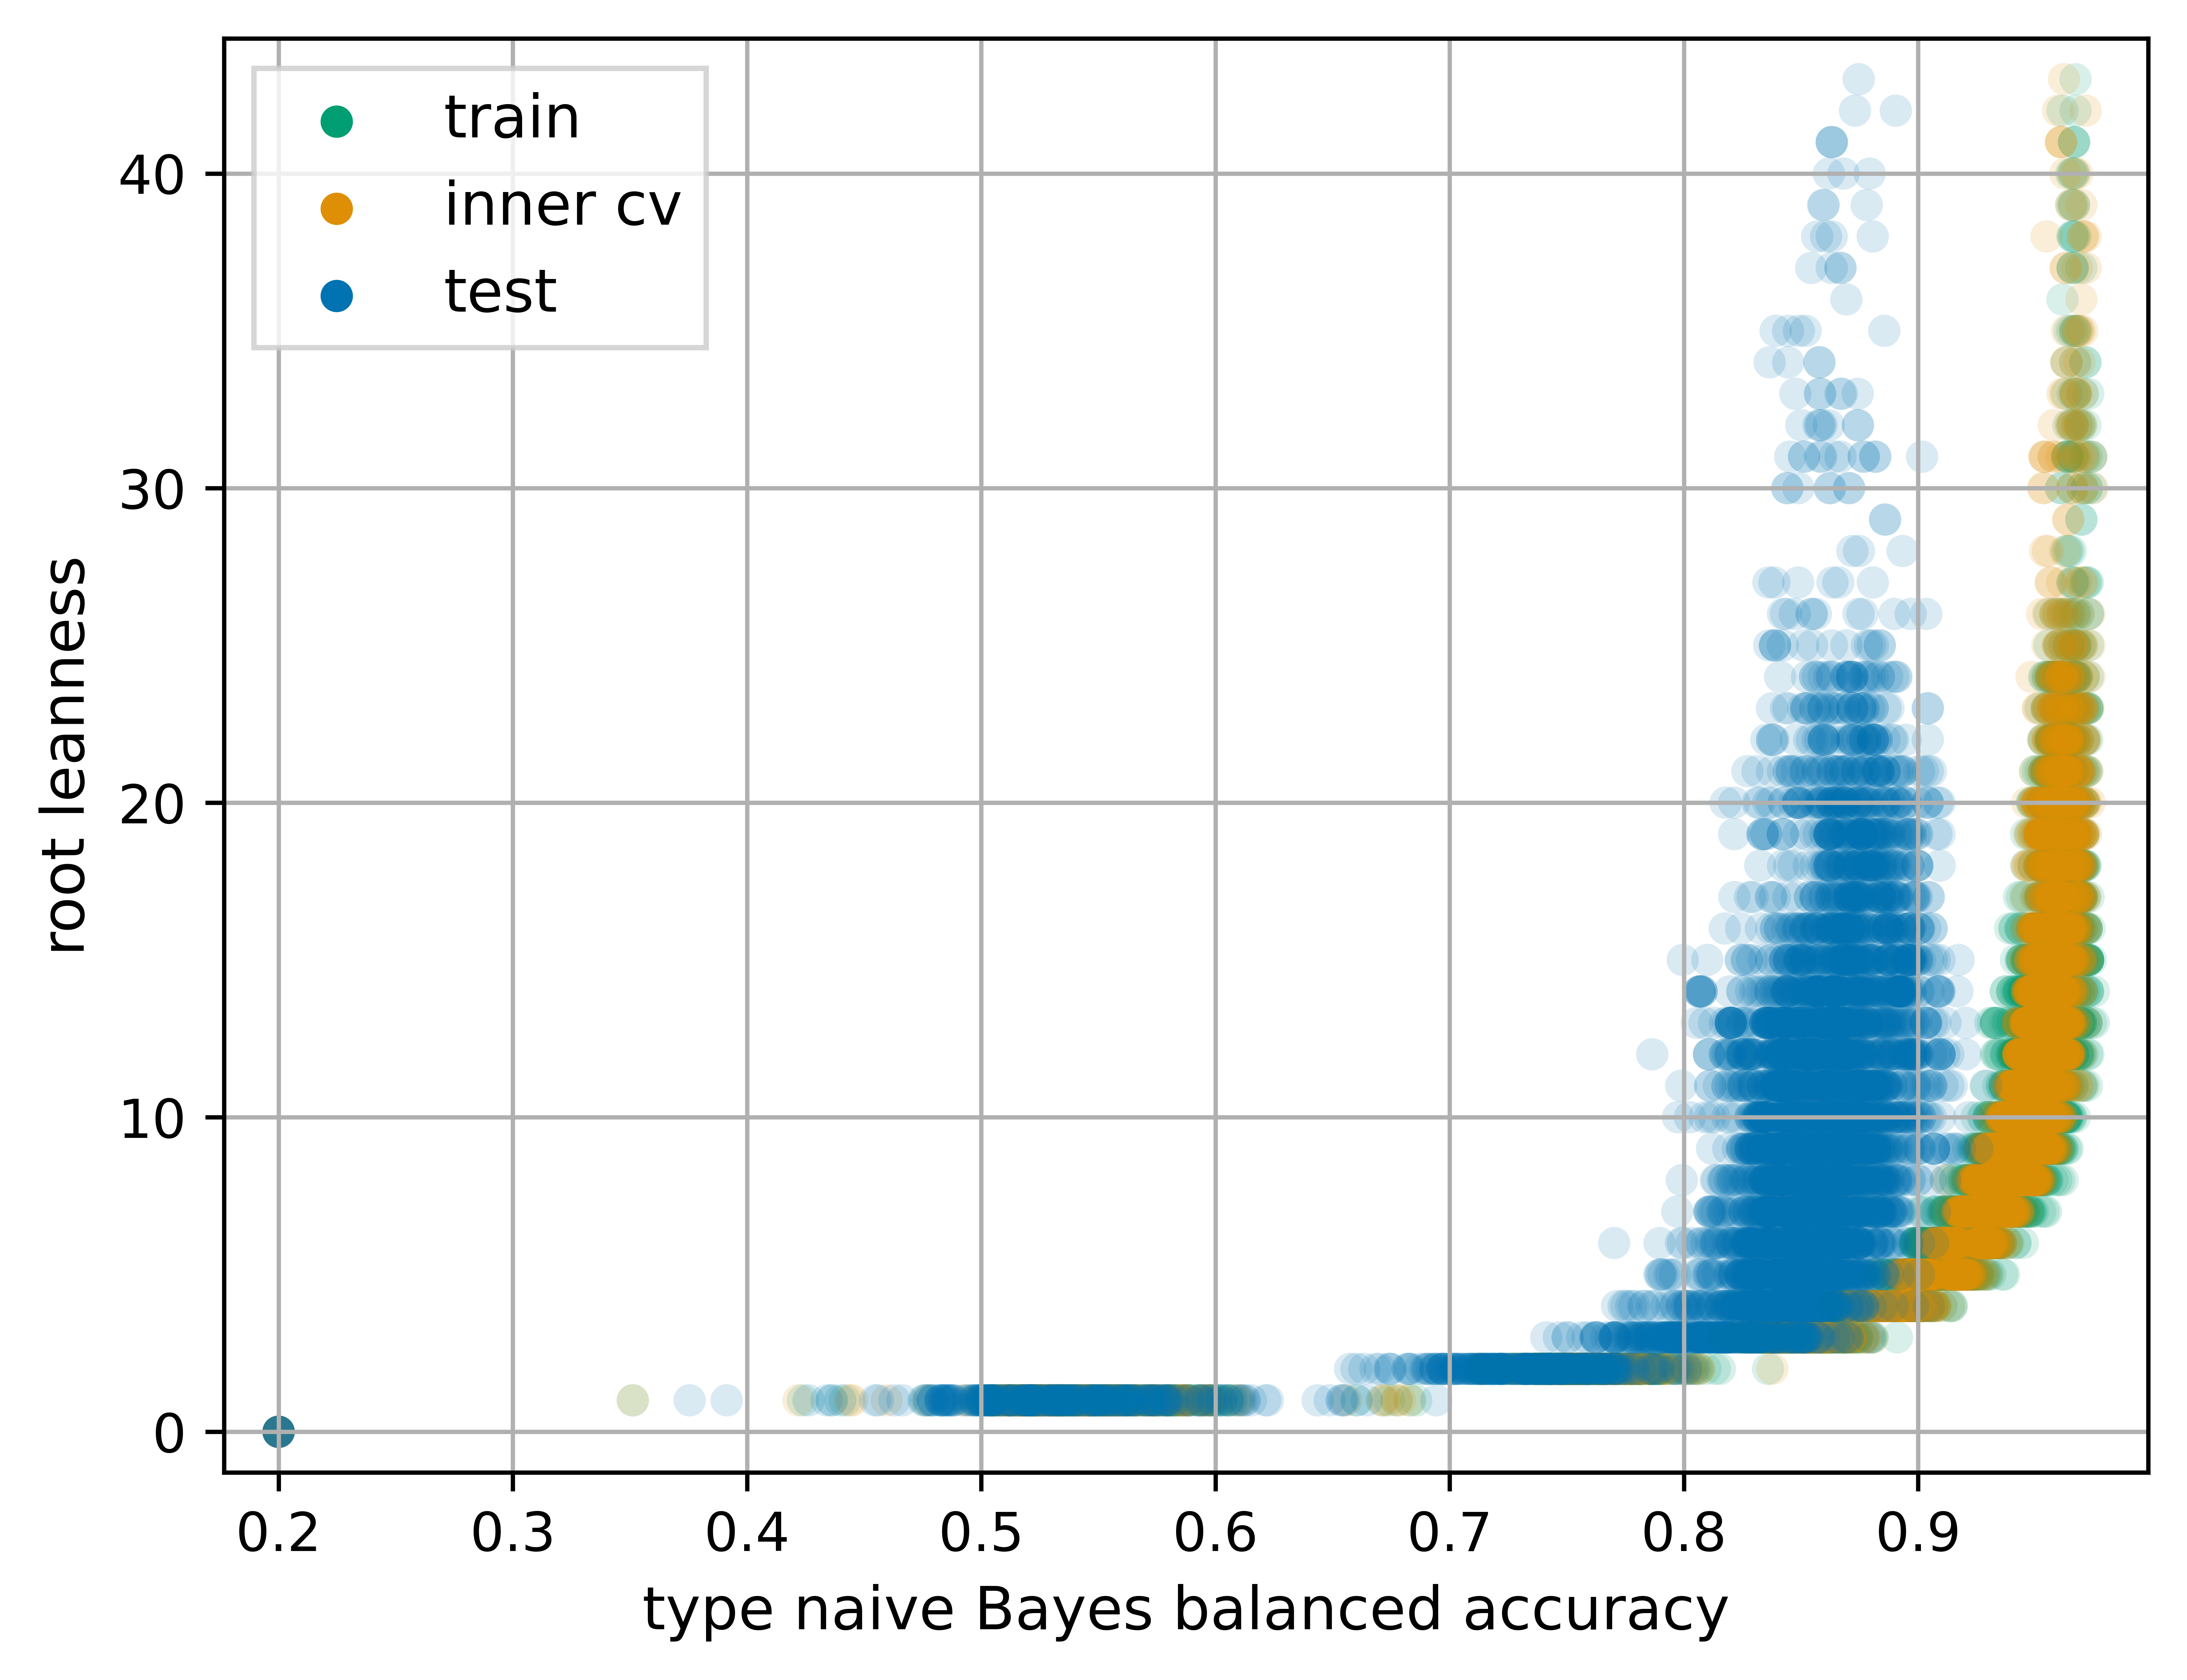 train
inner cv
test
40
30
20
10
0
root leanness
0.2 0.3 0.4 0.5 0.6 0.7 0.8 0.9
type naive Bayes balanced accuracy